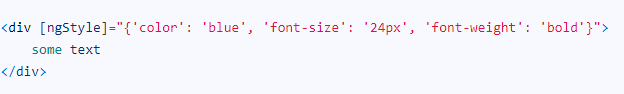 <div [ngStyle]="{'color': 'blue', 'font-size': '24px', 'font-weight': 'bold'}">
    some text
</div>